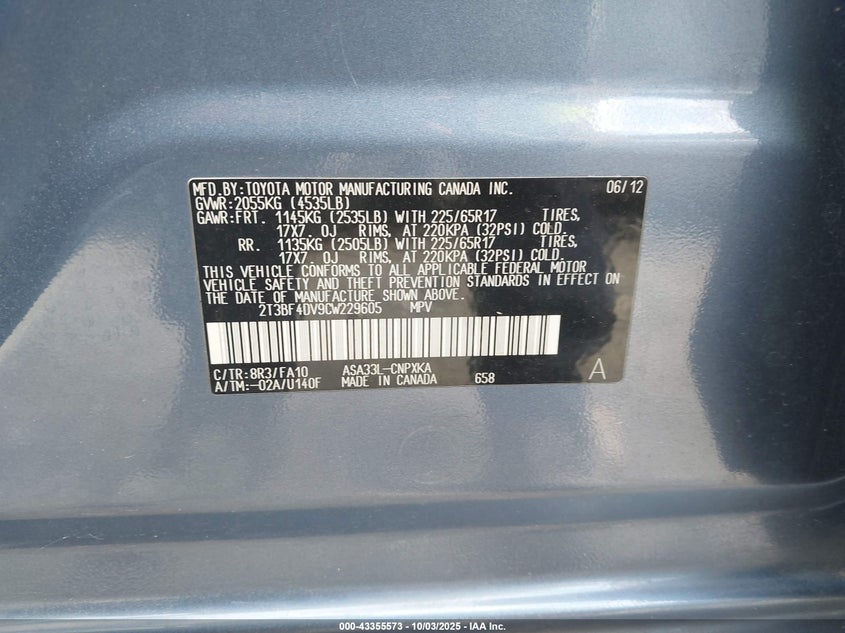 MFD.BY:TOYOTA MOTOR MANUFACTURING CANADA INC. 06/12
GVWR:2055KG (4535LB)
GAWR:FRT. 1145KG (2535LB) WITH 225/65R17 TIRES,
17X7.0J RIMS, AT 220KPA (32PSI) COLD.
RR. 1135KG (2505LB) WITH 225/65R17 TIRES,
17X7.0J RIMS, AT 220KPA (32PSI) COLD.
THIS VEHICLE CONFORMS TO ALL APPLICABLE FEDERAL MOTOR
VEHICLE SAFETY AND THEFT PREVENTION STANDARDS IN EFFECT ON
THE DATE OF MANUFACTURE SHOWN ABOVE.
2T3BF4DV9CW229605 MPV
C/TR:8R3/FA10 ASA33L-CNPXKA
A/TM:-02A/U140F MADE IN CANADA 658 A
000-43355573 - 10/03/2025 - IAA Inc.